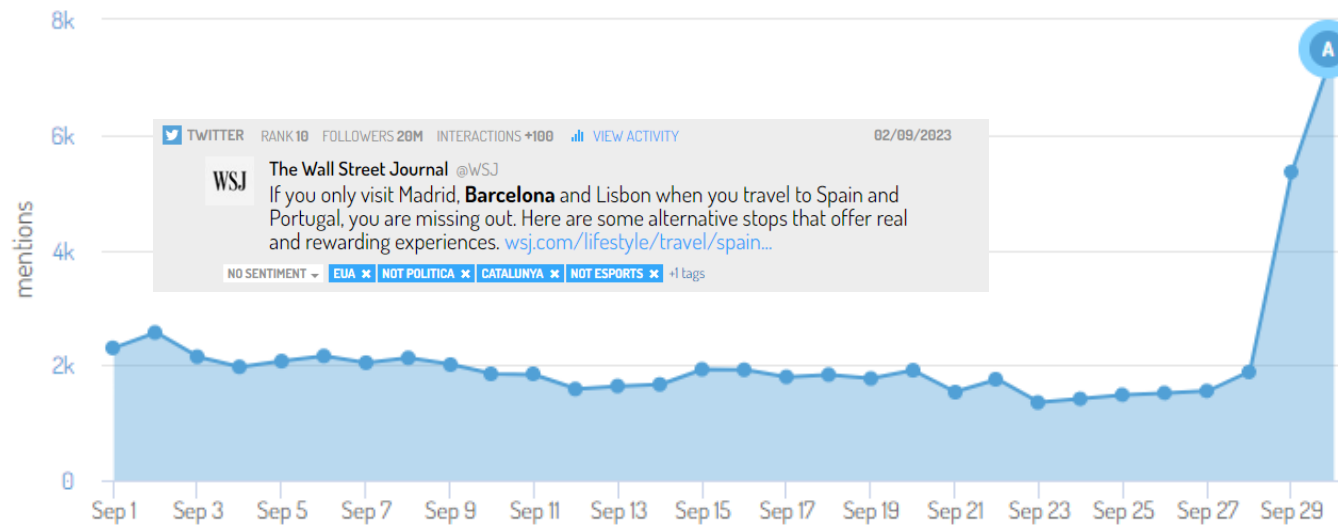 8k
A
6k
TWITTER RANK 10 FOLLOWERS 20M INTERACTIONS +100 VIEW ACTIVITY 02/09/2023
WSJ
The Wall Street Journal @WSJ
If you only visit Madrid, Barcelona and Lisbon when you travel to Spain and
Portugal, you are missing out. Here are some alternative stops that offer real
and rewarding experiences. wsj.com/lifestyle/travel/spain...
NO SENTIMENT EUA × NOT POLITICA × CATALUNYA × NOT ESPORTS × +1 tags
mentions
4k
2k
0
Sep 1 Sep 3 Sep 5 Sep 7 Sep 9 Sep 11 Sep 13 Sep 15 Sep 17 Sep 19 Sep 21 Sep 23 Sep 25 Sep 27 Sep 29